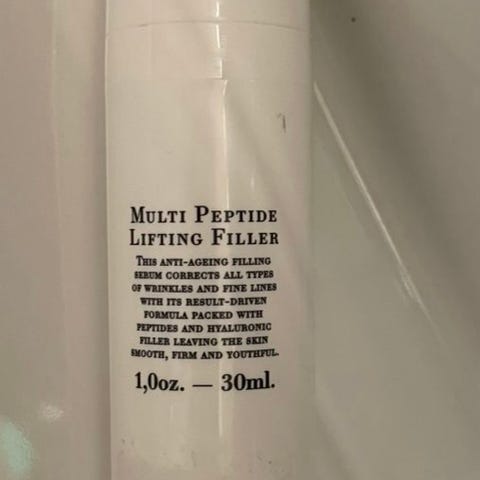 MULTI PEPTIDE
LIFTING FILLER
THIS ANTI-AGEING FILLING
SERUM CORRECTS ALL TYPES
OF WRINKLES AND FINE LINES
WITH ITS RESULT-DRIVEN
FORMULA PACKED WITH
PEPTIDES AND HYALURONIC
FILLER LEAVING THE SKIN
SMOOTH, FIRM AND YOUTHFUL.
1,0oz. — 30ml.